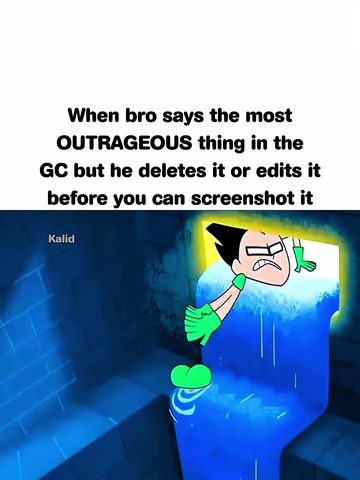 When bro says the most
OUTRAGEOUS thing in the
GC but he deletes it or edits it
before you can screenshot it
Kalid